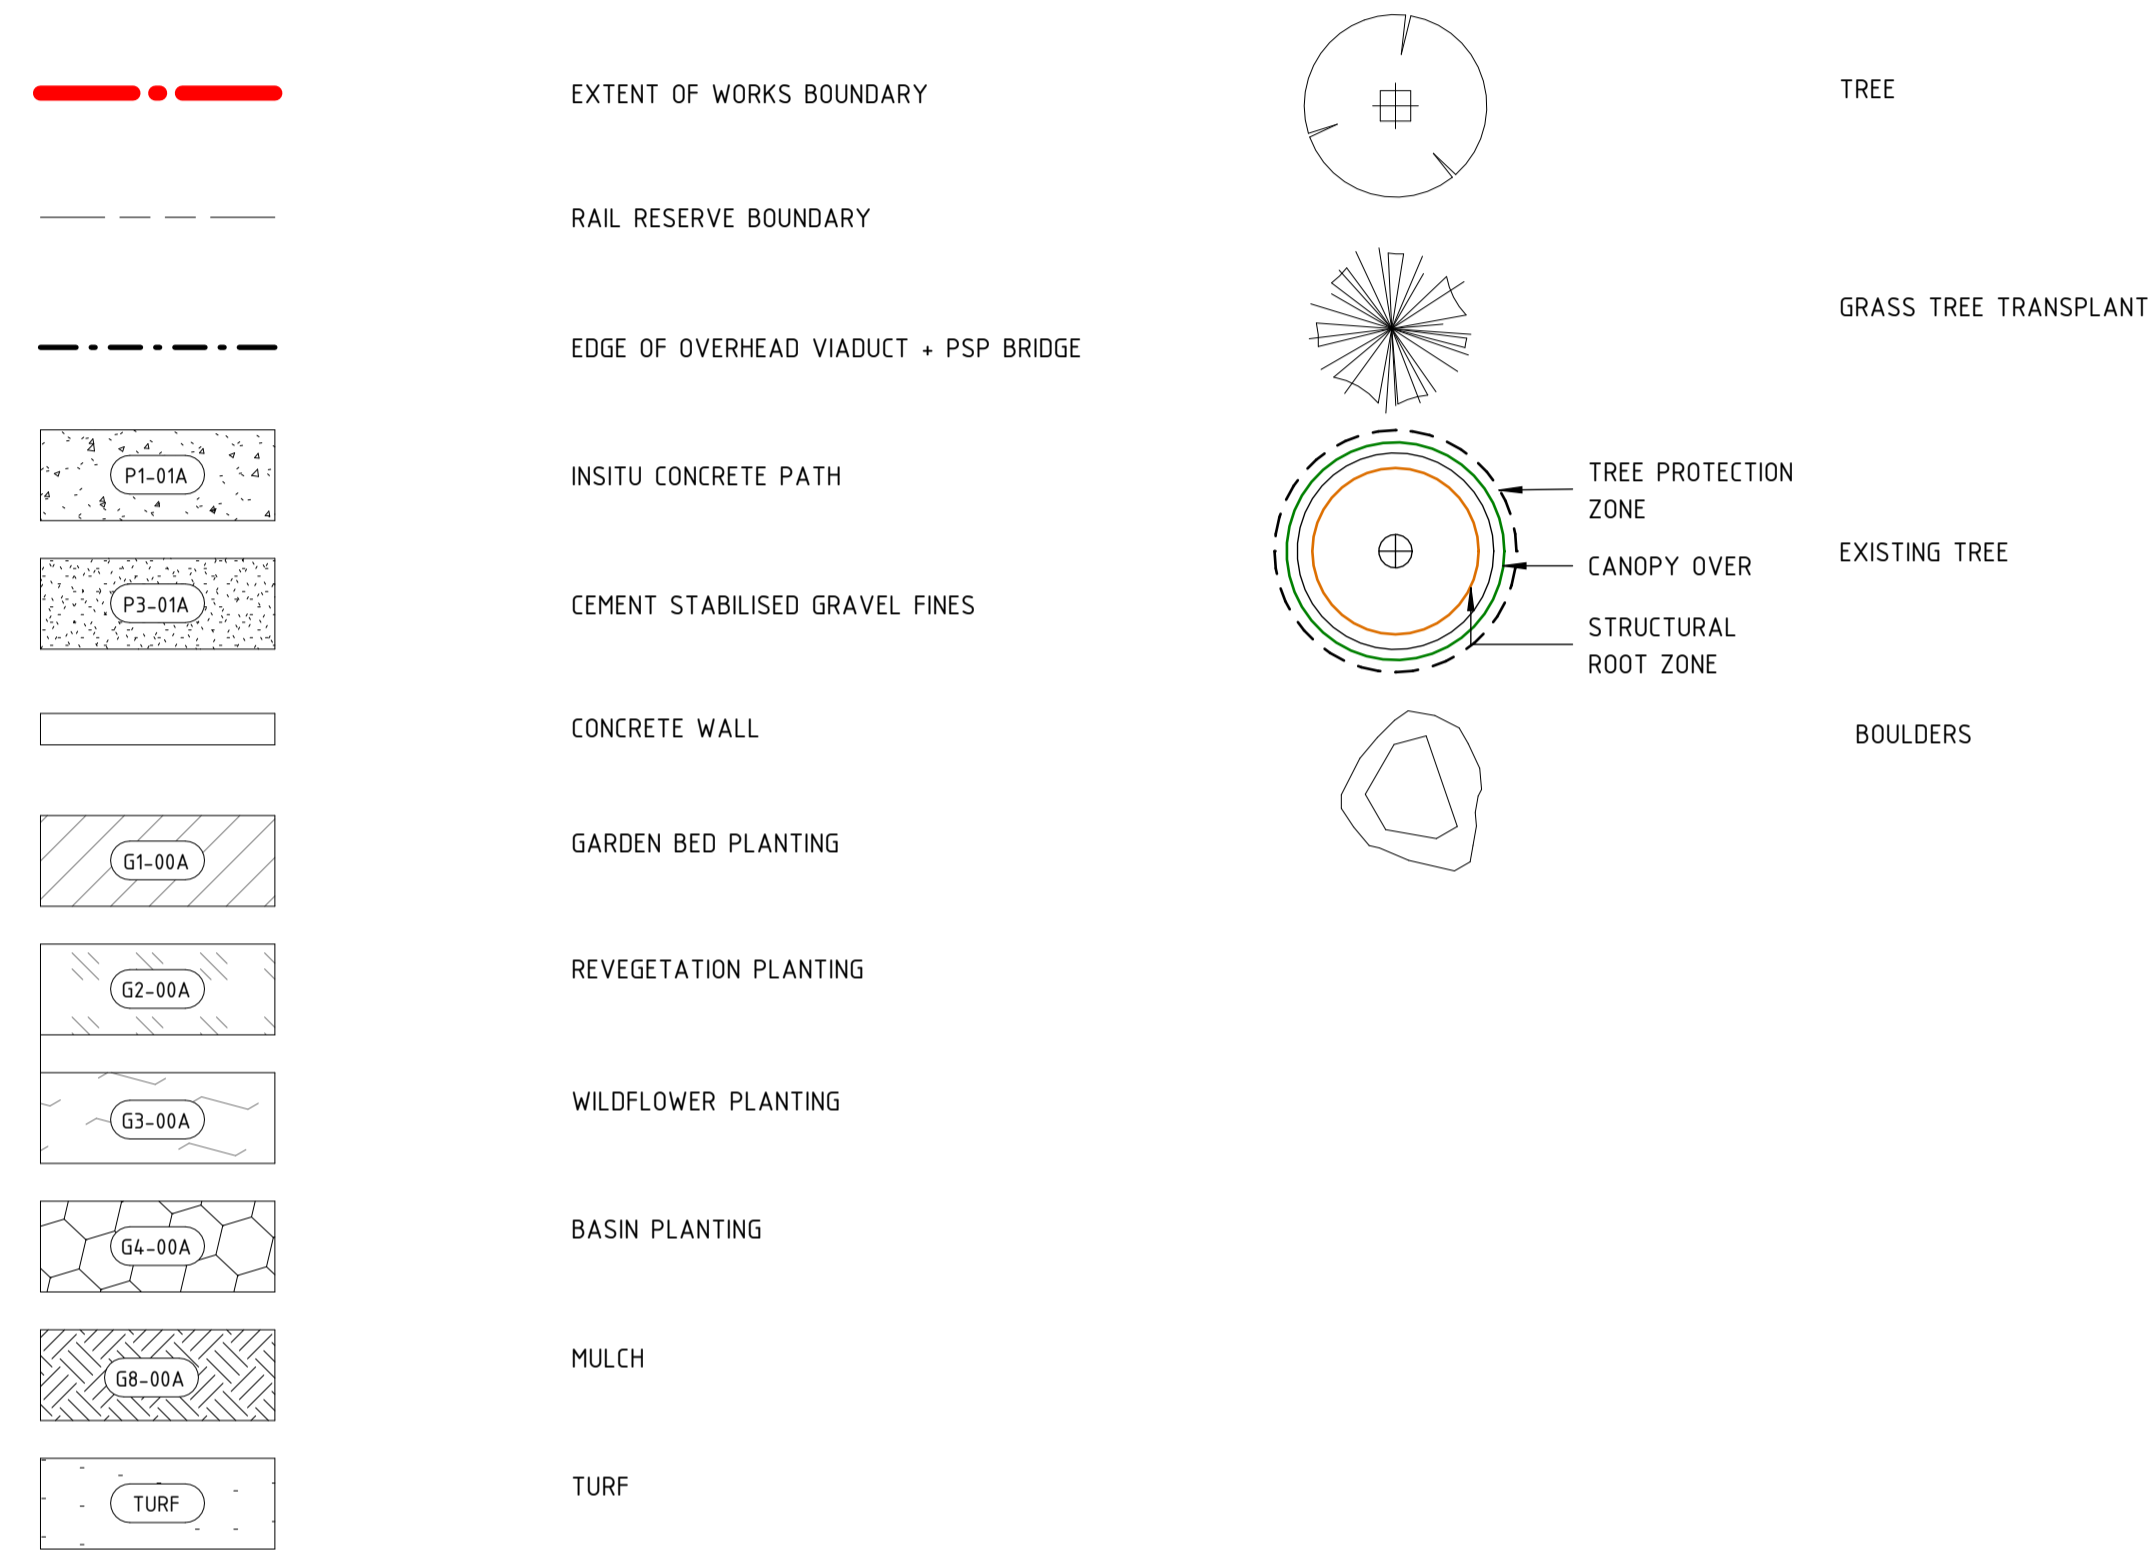 EXTENT OF WORKS BOUNDARY
RAIL RESERVE BOUNDARY
EDGE OF OVERHEAD VIADUCT + PSP BRIDGE
P1-01A
INSITU CONCRETE PATH
P3-01A
CEMENT STABILISED GRAVEL FINES
CONCRETE WALL
G1-00A
GARDEN BED PLANTING
G2-00A
REVEGETATION PLANTING
G3-00A
WILDFLOWER PLANTING
G4-00A
BASIN PLANTING
G8-00A
MULCH
TURF
TURF
TREE
GRASS TREE TRANSPLANT
TREE PROTECTION
ZONE
CANOPY OVER
STRUCTURAL
ROOT ZONE
EXISTING TREE
BOULDERS